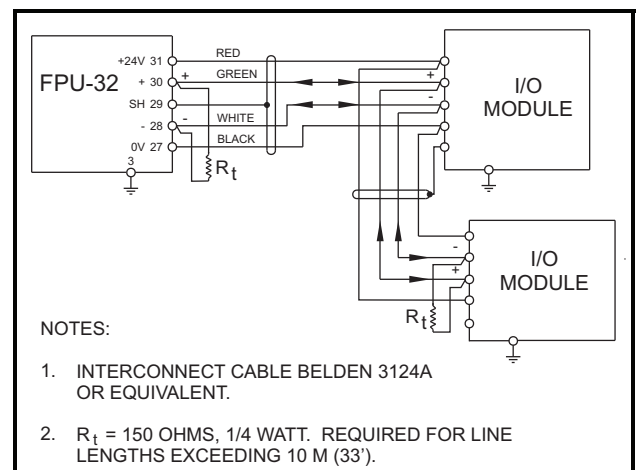 FPU-32
+24V 31
+ 30
SH 29
- 28
0V 27
3
RED
GREEN
WHITE
BLACK
+
-
Rt
+
-
I/O
MODULE
-
+
I/O
MODULE
Rt
NOTES:
1. INTERCONNECT CABLE BELDEN 3124A
OR EQUIVALENT.
2. Rt = 150 OHMS, 1/4 WATT. REQUIRED FOR LINE
LENGTHS EXCEEDING 10 M (33').